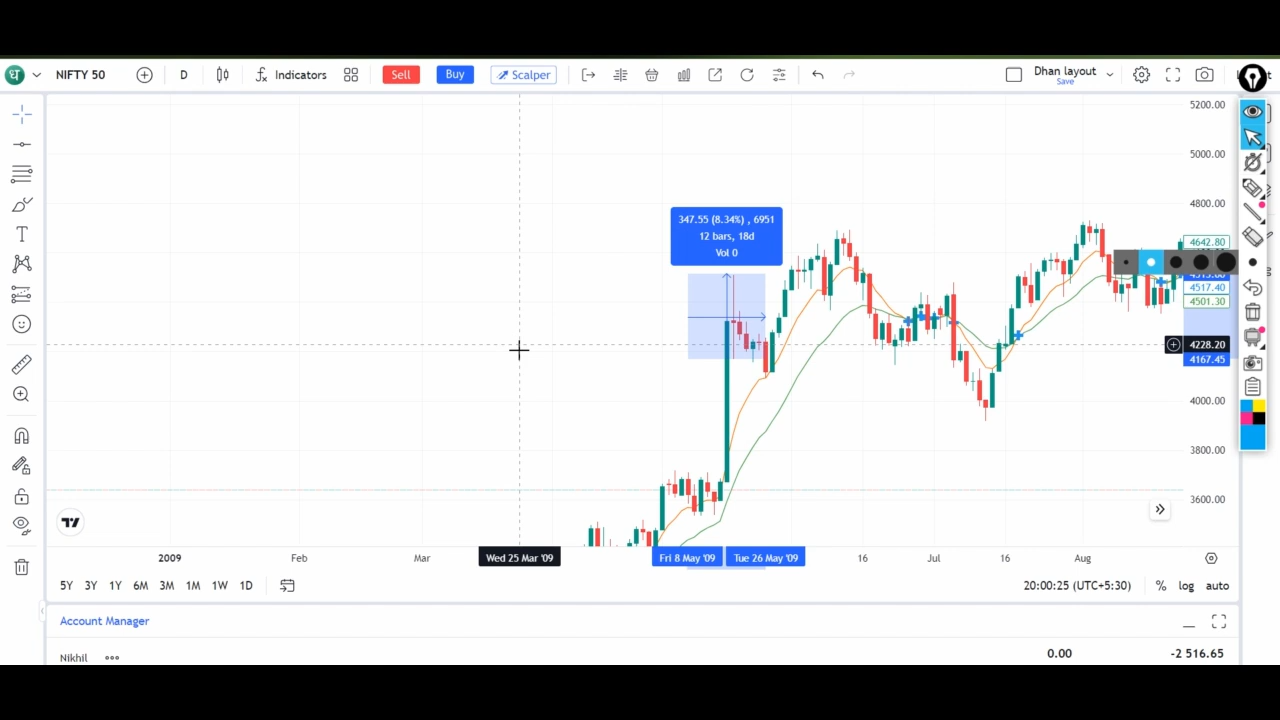 ध NIFTY 50 D Indicators Sell Buy Scalper Dhan layout
Save
5200.00
5000.00
4800.00
347.55 (8.34%) , 6951
12 bars, 18d
Vol 0
4642.80
4517.40
4501.30
4228.20
4167.45
4000.00
3800.00
3600.00
2009 Feb Mar Wed 25 Mar '09 Fri 8 May '09 Tue 26 May '09 16 Jul 16 Aug
5Y 3Y 1Y 6M 3M 1M 1W 1D 20:00:25 (UTC+5:30) % log auto
Account Manager
Nikhil 0.00 -2 516.65